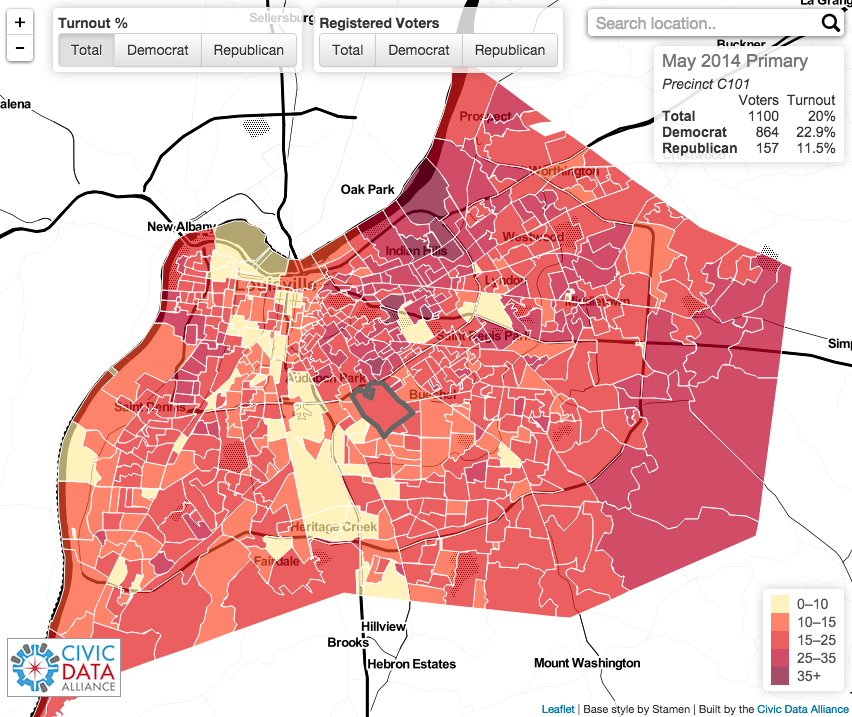 +
−
Turnout %
Total Democrat Republican
Registered Voters
Total Democrat Republican
Search location..
La Grang
Sellersburg
Buckner
May 2014 Primary
Precinct C101
Voters Turnout
Total 1100 20%
Democrat 864 22.9%
Republican 157 11.5%
Crestwood
alena
Prospect
Worthington
Oak Park
New Albany
Westwood
Indian Hills
Lyndon
Louisville
Middletown
Saint Regis Park
Simp
Audubon Park
Buechel
Saint Dennis
Heritage Creek
Fairdale
Hillview
Brooks
Hebron Estates
Mount Washington
0–10
10–15
15–25
25–35
35+
CIVIC
DATA
ALLIANCE
Leaflet | Base style by Stamen | Built by the Civic Data Alliance